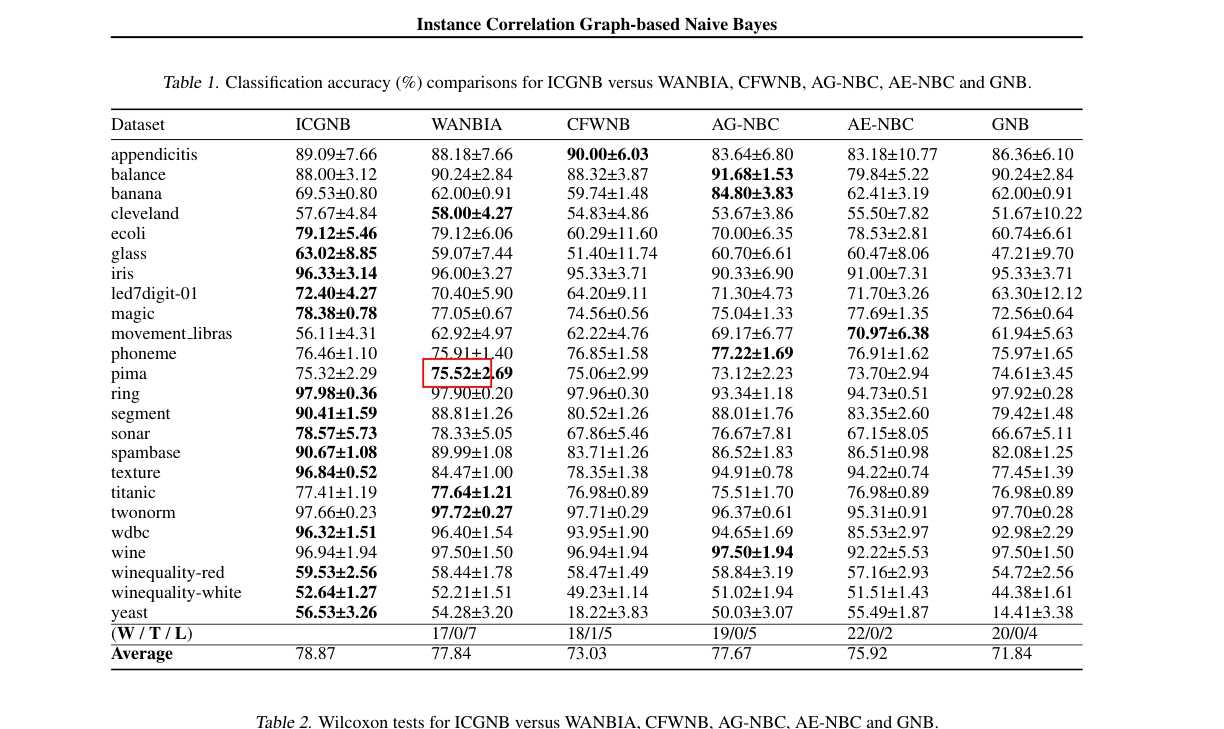 Instance Correlation Graph-based Naive Bayes
Table 1. Classification accuracy (%) comparisons for ICGNB versus WANBIA, CFWNB, AG-NBC, AE-NBC and GNB.
Dataset ICGNB WANBIA CFWNB AG-NBC AE-NBC GNB
appendicitis 89.09±7.66 88.18±7.66 90.00±6.03 83.64±6.80 83.18±10.77 86.36±6.10
balance 88.00±3.12 90.24±2.84 88.32±3.87 91.68±1.53 79.84±5.22 90.24±2.84
banana 69.53±0.80 62.00±0.91 59.74±1.48 84.80±3.83 62.41±3.19 62.00±0.91
cleveland 57.67±4.84 58.00±4.27 54.83±4.86 53.67±3.86 55.50±7.82 51.67±10.22
ecoli 79.12±5.46 79.12±6.06 60.29±11.60 70.00±6.35 78.53±2.81 60.74±6.61
glass 63.02±8.85 59.07±7.44 51.40±11.74 60.70±6.61 60.47±8.06 47.21±9.70
iris 96.33±3.14 96.00±3.27 95.33±3.71 90.33±6.90 91.00±7.31 95.33±3.71
led7digit-01 72.40±4.27 70.40±5.90 64.20±9.11 71.30±4.73 71.70±3.26 63.30±12.12
magic 78.38±0.78 77.05±0.67 74.56±0.56 75.04±1.33 77.69±1.35 72.56±0.64
movement_libras 56.11±4.31 62.92±4.97 62.22±4.76 69.17±6.77 70.97±6.38 61.94±5.63
phoneme 76.46±1.10 75.91±1.40 76.85±1.58 77.22±1.69 76.91±1.62 75.97±1.65
pima 75.32±2.29 75.52±2.69 75.06±2.99 73.12±2.23 73.70±2.94 74.61±3.45
ring 97.98±0.36 97.90±0.20 97.96±0.30 93.34±1.18 94.73±0.51 97.92±0.28
segment 90.41±1.59 88.81±1.26 80.52±1.26 88.01±1.76 83.35±2.60 79.42±1.48
sonar 78.57±5.73 78.33±5.05 67.86±5.46 76.67±7.81 67.15±8.05 66.67±5.11
spambase 90.67±1.08 89.99±1.08 83.71±1.26 86.52±1.83 86.51±0.98 82.08±1.25
texture 96.84±0.52 84.47±1.00 78.35±1.38 94.91±0.78 94.22±0.74 77.45±1.39
titanic 77.41±1.19 77.64±1.21 76.98±0.89 75.51±1.70 76.98±0.89 76.98±0.89
twonorm 97.66±0.23 97.72±0.27 97.71±0.29 96.37±0.61 95.31±0.91 97.70±0.28
wdbc 96.32±1.51 96.40±1.54 93.95±1.90 94.65±1.69 85.53±2.97 92.98±2.29
wine 96.94±1.94 97.50±1.50 96.94±1.94 97.50±1.94 92.22±5.53 97.50±1.50
winequality-red 59.53±2.56 58.44±1.78 58.47±1.49 58.84±3.19 57.16±2.93 54.72±2.56
winequality-white 52.64±1.27 52.21±1.51 49.23±1.14 51.02±1.94 51.51±1.43 44.38±1.61
yeast 56.53±3.26 54.28±3.20 18.22±3.83 50.03±3.07 55.49±1.87 14.41±3.38
(W / T / L) 17/0/7 18/1/5 19/0/5 22/0/2 20/0/4
Average 78.87 77.84 73.03 77.67 75.92 71.84
Table 2. Wilcoxon tests for ICGNB versus WANBIA, CFWNB, AG-NBC, AE-NBC and GNB.